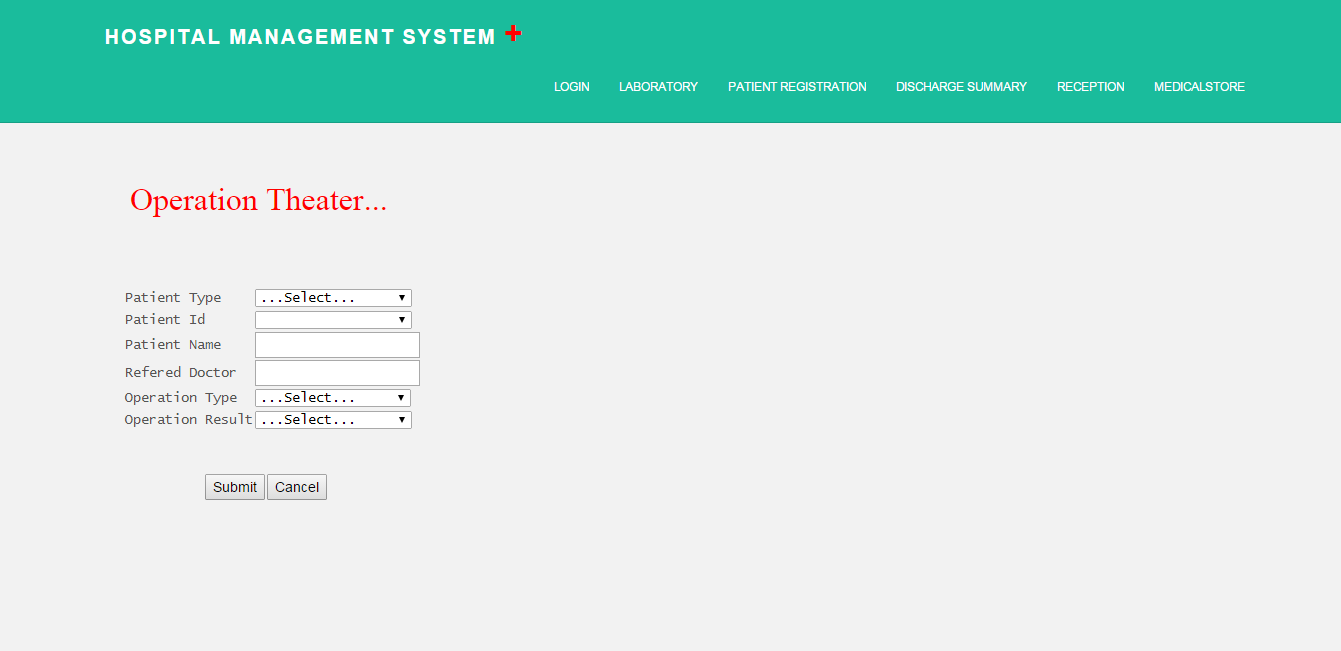 HOSPITAL MANAGEMENT SYSTEM +
LOGIN LABORATORY PATIENT REGISTRATION DISCHARGE SUMMARY RECEPTION MEDICALSTORE
Operation Theater...
Patient Type ...Select...
Patient Id
Patient Name
Refered Doctor
Operation Type ...Select...
Operation Result ...Select...
Submit Cancel